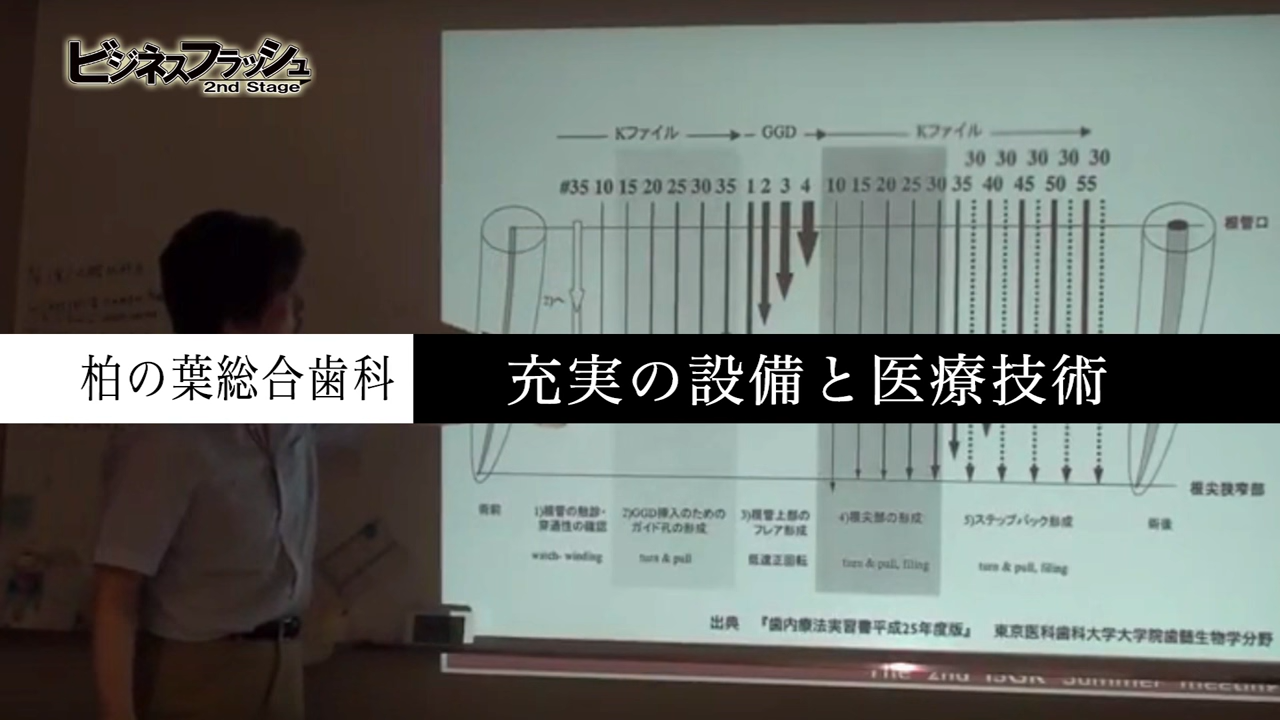 ビジネスフラッシュ
2nd Stage
Kファイル GGD Kファイル
30 30 30 30 30
#35 10 15 20 25 30 35 1 2 3 4 10 15 20 25 30 35 40 45 50 55
根管口
柏の葉総合歯科 充実の設備と医療技術
根尖狭窄部
術前 1)根管の触診・穿通性の確認 2)GGD挿入のためのガイド孔の形成 3)根管上部のフレア形成 4)根尖部の形成 5)ステップバック形成 術後
watch- winding turn & pull 低速正回転 turn & pull, filing turn & pull, filing
出典 『歯内療法実習書平成25年度版』 東京医科歯科大学大学院歯髄生物学分野
The 2nd ISGK Summer meeting